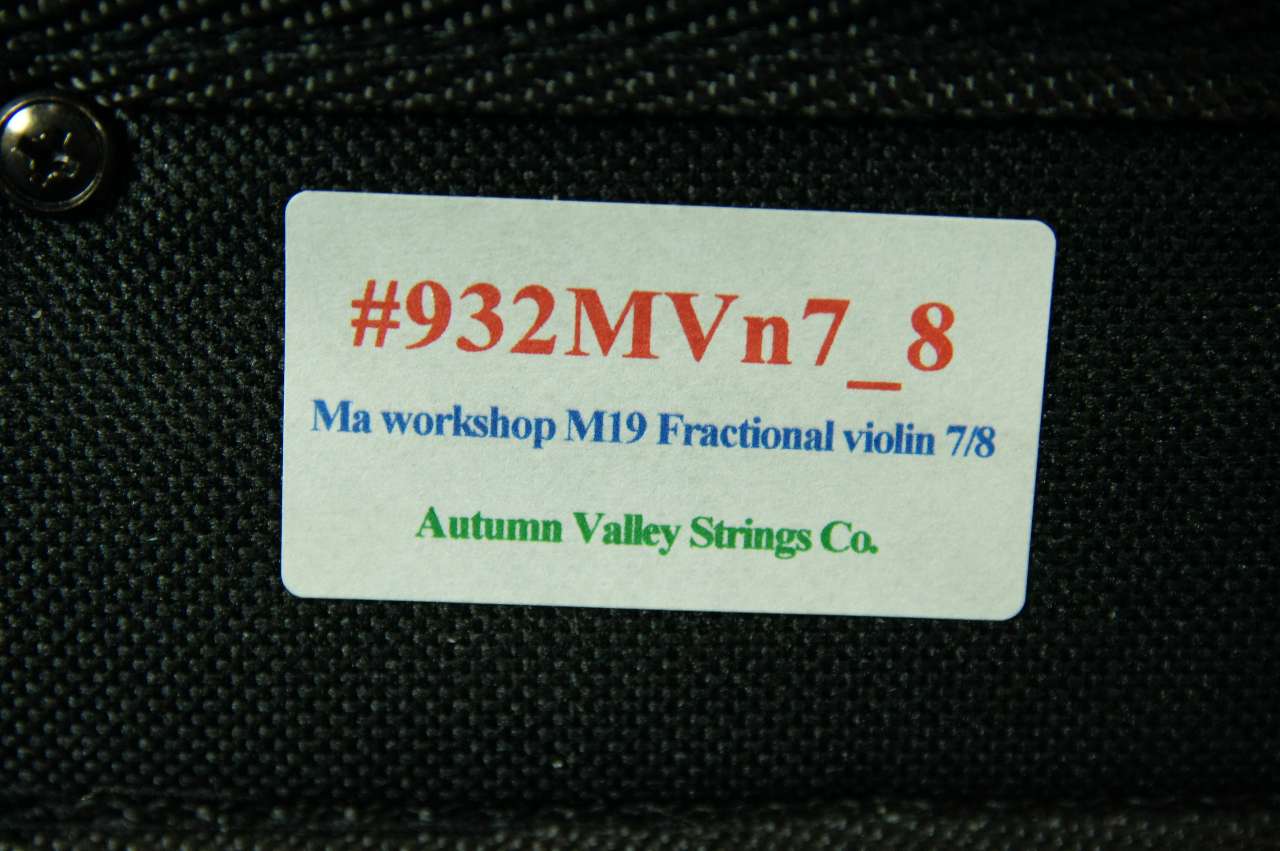 #932MVn7_8
Ma workshop M19 Fractional violin 7/8
Autumn Valley Strings Co.